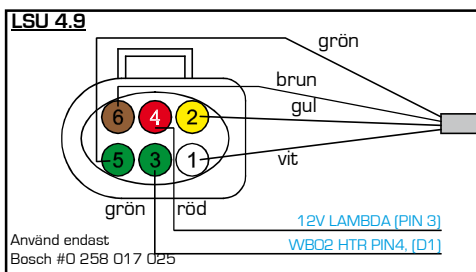 LSU 4.9
grön
brun
gul
6
4
2
5
3
1
vit
grön
röd
12V LAMBDA (PIN 3)
WBO2 HTR PIN4, (D1)
Använd endast
Bosch #0 258 017 025